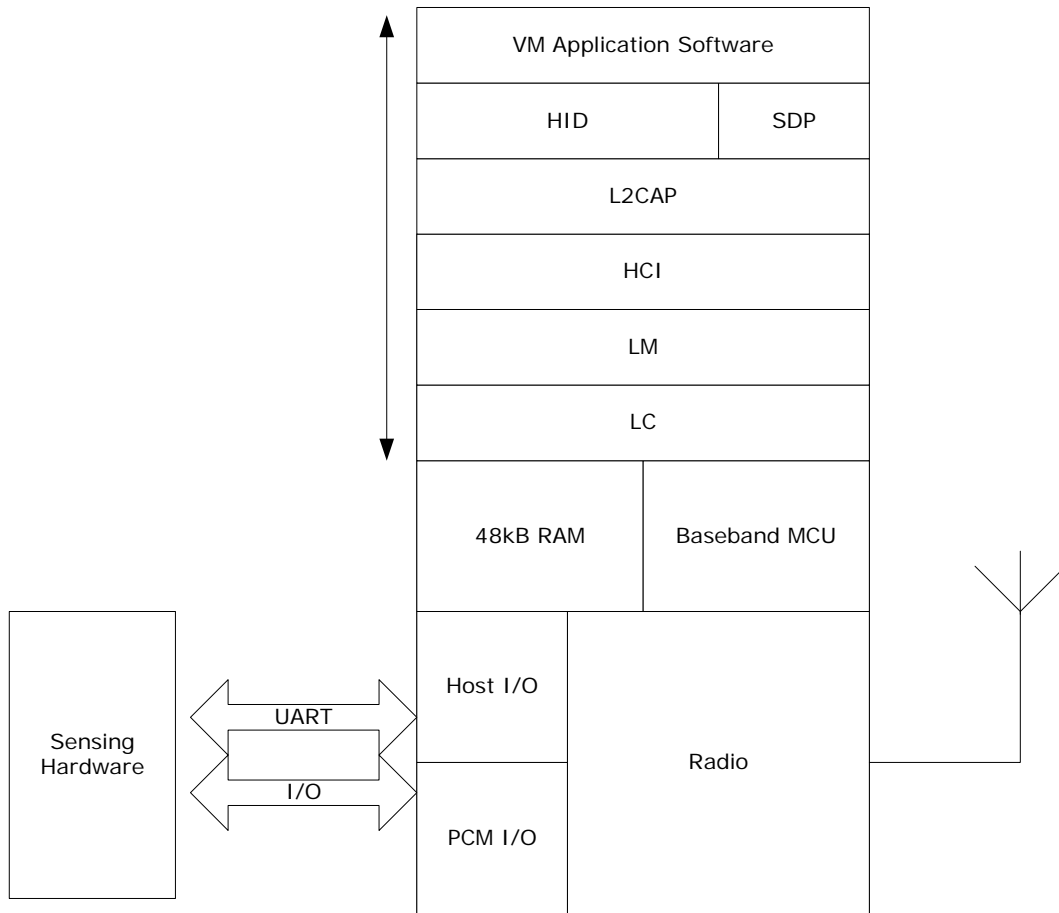 VM Application Software
HID
SDP
L2CAP
HCI
LM
LC
48kB RAM
Baseband MCU
Host I/O
UART
Sensing
Hardware
Radio
I/O
PCM I/O